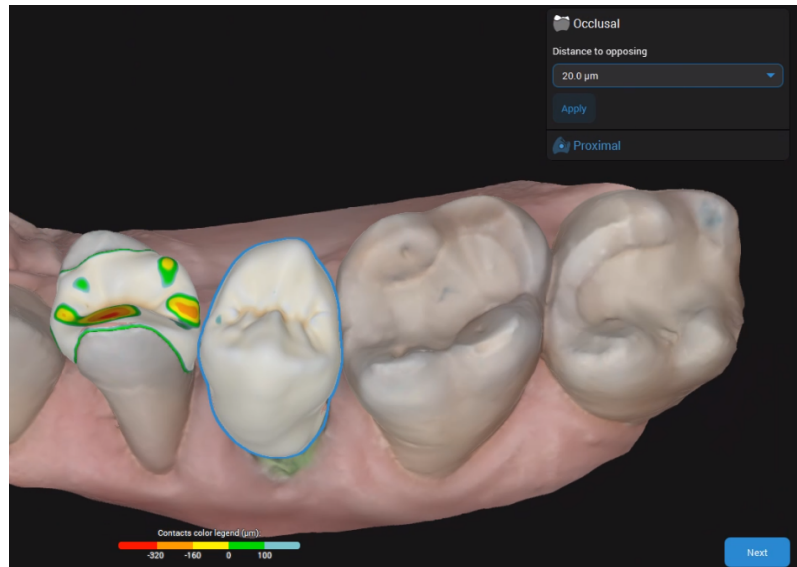 Occlusal
Distance to opposing
20.0 μm
Apply
Proximal
Contacts color legend (μm):
-320 -160 0 100
Next